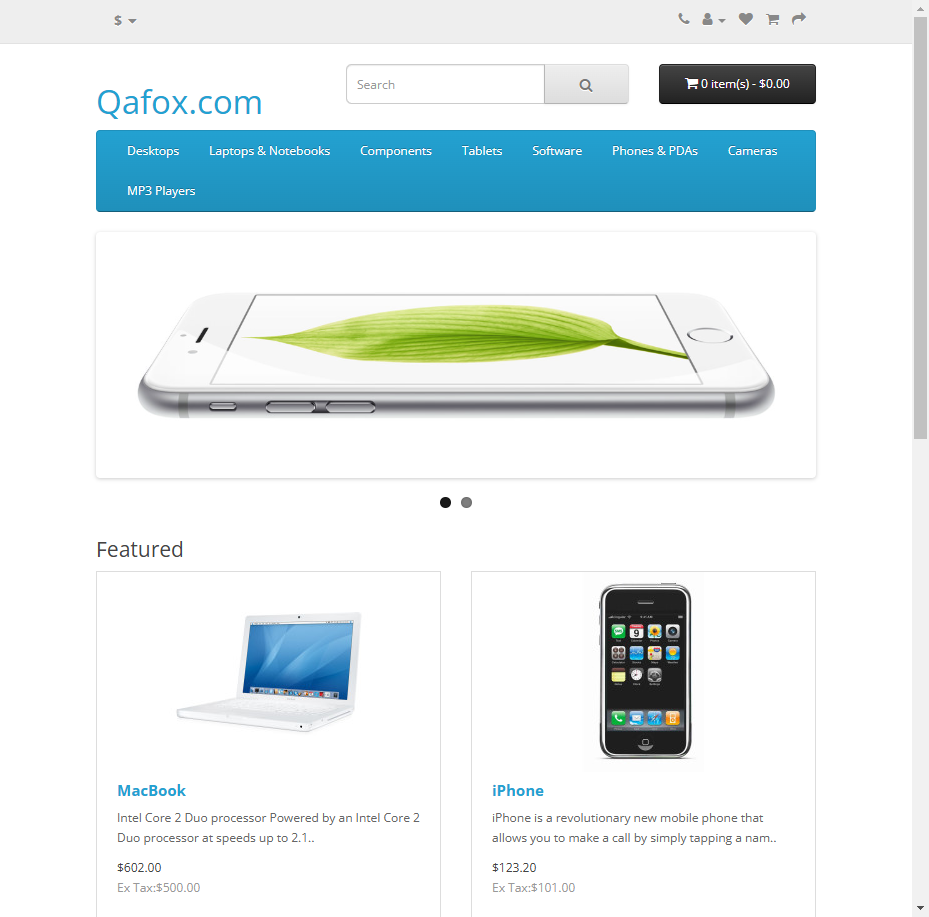 $
Search
0 item(s) - $0.00
Qafox.com
Desktops Laptops & Notebooks Components Tablets Software Phones & PDAs Cameras
MP3 Players
Featured
MacBook
Intel Core 2 Duo processor Powered by an Intel Core 2
Duo processor at speeds up to 2.1..
$602.00
Ex Tax:$500.00
iPhone
iPhone is a revolutionary new mobile phone that
allows you to make a call by simply tapping a nam..
$123.20
Ex Tax:$101.00